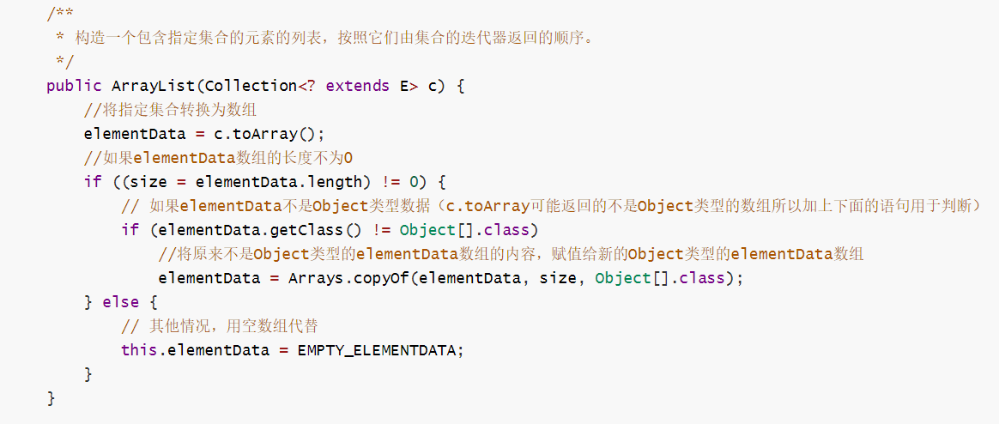 /**
 * 构造一个包含指定集合的元素的列表，按照它们由集合的迭代器返回的顺序。
 */
public ArrayList(Collection<? extends E> c) {
    //将指定集合转换为数组
    elementData = c.toArray();
    //如果elementData数组的长度不为0
    if ((size = elementData.length) != 0) {
        // 如果elementData不是Object类型数据（c.toArray可能返回的不是Object类型的数组所以加上下面的语句用于判断）
        if (elementData.getClass() != Object[].class)
            //将原来不是Object类型的elementData数组的内容，赋值给新的Object类型的elementData数组
            elementData = Arrays.copyOf(elementData, size, Object[].class);
    } else {
        // 其他情况，用空数组代替
        this.elementData = EMPTY_ELEMENTDATA;
    }
}